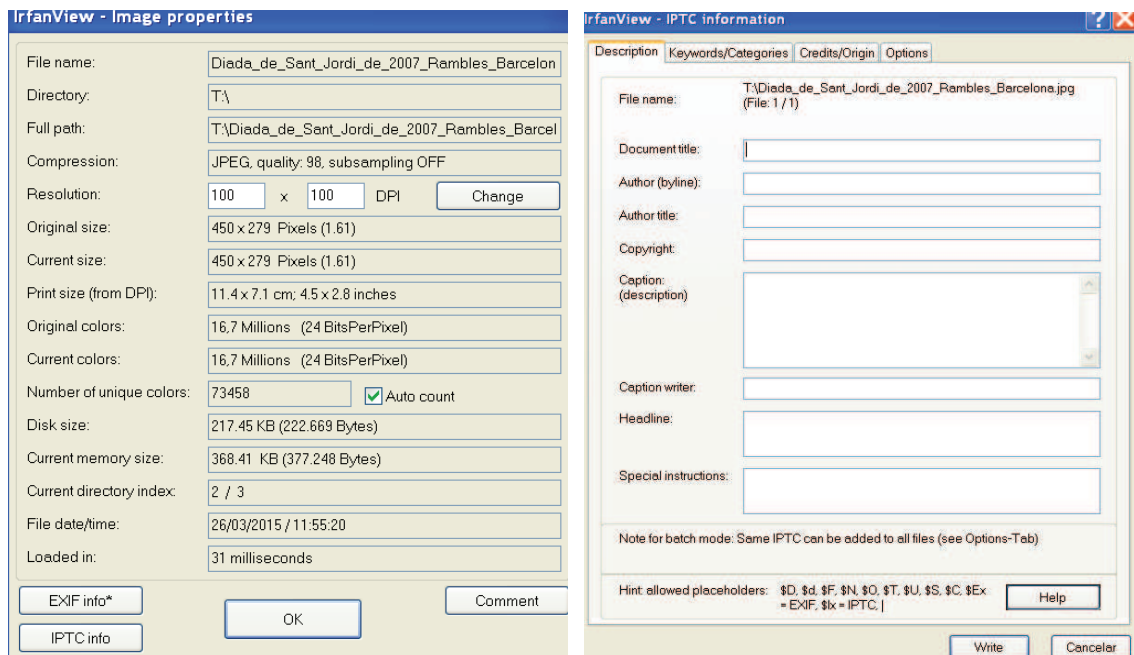 IrfanView - Image properties
File name: Diada_de_Sant_Jordi_de_2007_Rambles_Barcelon
Directory: T:\
Full path: T:\Diada_de_Sant_Jordi_de_2007_Rambles_Barcel
Compression: JPEG, quality: 98, subsampling OFF
Resolution: 100 x 100 DPI Change
Original size: 450 x 279 Pixels (1.61)
Current size: 450 x 279 Pixels (1.61)
Print size (from DPI): 11.4 x 7.1 cm; 4.5 x 2.8 inches
Original colors: 16,7 Millions (24 BitsPerPixel)
Current colors: 16,7 Millions (24 BitsPerPixel)
Number of unique colors: 73458 Auto count
Disk size: 217.45 KB (222.669 Bytes)
Current memory size: 368.41 KB (377.248 Bytes)
Current directory index: 2 / 3
File date/time: 26/03/2015 / 11:55:20
Loaded in: 31 milliseconds
EXIF info*
OK
Comment
IPTC info
IrfanView - IPTC information
Description Keywords/Categories Credits/Origin Options
File name: T:\Diada_de_Sant_Jordi_de_2007_Rambles_Barcelona.jpg
(File: 1 / 1)
Document title:
Author (byline):
Author title:
Copyright:
Caption:
(description)
Caption writer:
Headline:
Special instructions:
Note for batch mode: Same IPTC can be added to all files (see Options-Tab)
Hint: allowed placeholders: $D, $d, $F, $N, $O, $T, $U, $S, $C, $Ex
= EXIF, $Ix = IPTC, |
Help
Write Cancelar